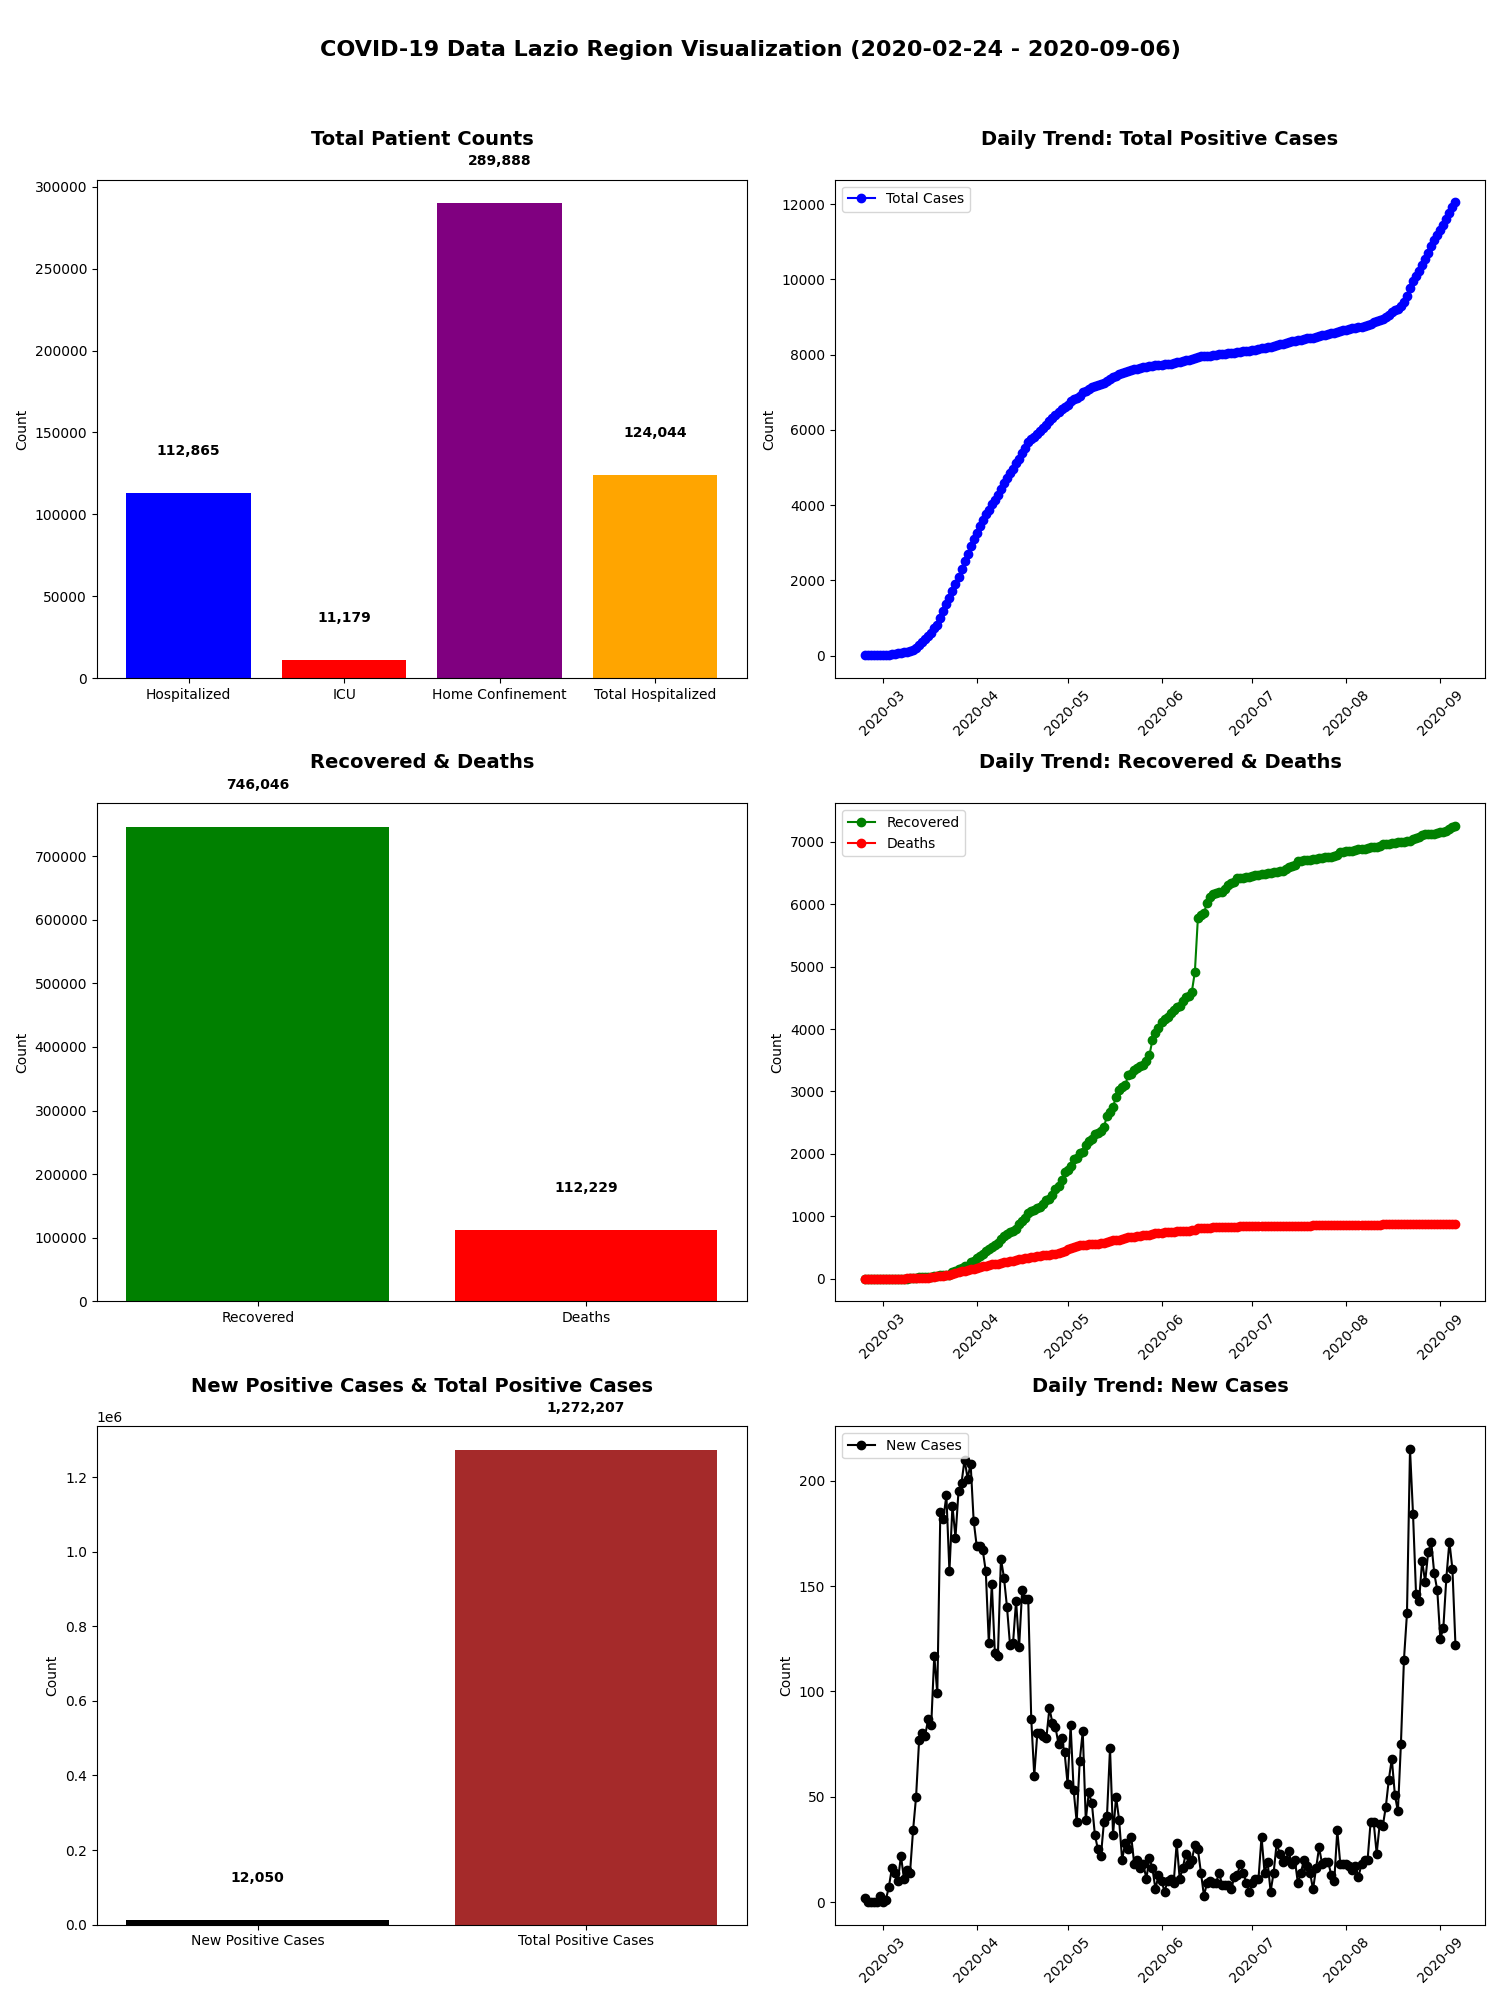 COVID-19 Data Lazio Region Visualization (2020-02-24 - 2020-09-06)
Total Patient Counts
289,888
300000
250000
200000
150000
100000
50000
0
Count
112,865
11,179
124,044
Hospitalized
ICU
Home Confinement
Total Hospitalized
Daily Trend: Total Positive Cases
Total Cases
12000
10000
8000
6000
4000
2000
0
Count
2020-03
2020-04
2020-05
2020-06
2020-07
2020-08
2020-09
Recovered & Deaths
746,046
700000
600000
500000
400000
300000
200000
100000
0
Count
112,229
Recovered
Deaths
Daily Trend: Recovered & Deaths
Recovered
Deaths
7000
6000
5000
4000
3000
2000
1000
0
Count
2020-03
2020-04
2020-05
2020-06
2020-07
2020-08
2020-09
New Positive Cases & Total Positive Cases
1,272,207
1e6
1.2
1.0
0.8
0.6
0.4
0.2
0.0
Count
12,050
New Positive Cases
Total Positive Cases
Daily Trend: New Cases
New Cases
200
150
100
50
0
Count
2020-03
2020-04
2020-05
2020-06
2020-07
2020-08
2020-09